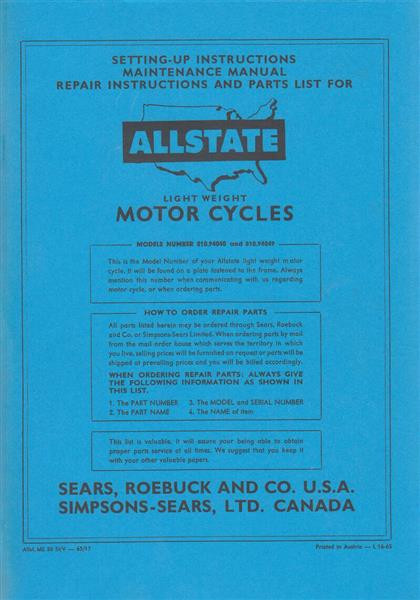 SETTING-UP INSTRUCTIONS
MAINTENANCE MANUAL
REPAIR INSTRUCTIONS AND PARTS LIST FOR
ALLSTATE
LIGHT WEIGHT
MOTOR CYCLES
MODELS NUMBER 810,94040 and 810,94049
This is the Model Number of your Allstate light weight motor
cycle. It will be found on a plate fastened to the frame. Always
mention this number when communicating with us regarding
motor cycle, or when ordering parts.
HOW TO ORDER REPAIR PARTS
All parts listed herein may be ordered through Sears, Roebuck
and Co. or Simpsons-Sears Limited. When ordering parts by mail
from the mail order house which serves the territory in which
you live, selling prices will be furnished on request or parts will be
shipped at prevailing prices and you will be billed accordingly.
WHEN ORDERING REPAIR PARTS: ALWAYS GIVE
THE FOLLOWING INFORMATION AS SHOWN IN
THIS LIST.
1. The PART NUMBER 3. The MODEL and SERIAL NUMBER
2. The PART NAME 4. The NAME of item
This list is valuable. It will assure your being able to obtain
proper parts service at all times. We suggest that you keep it
with your other valuable papers.
SEARS, ROEBUCK AND CO. U.S.A.
SIMPSONS-SEARS, LTD. CANADA
ASM, MS 50 St/V — 65/17 Printed in Austria — L 16-65